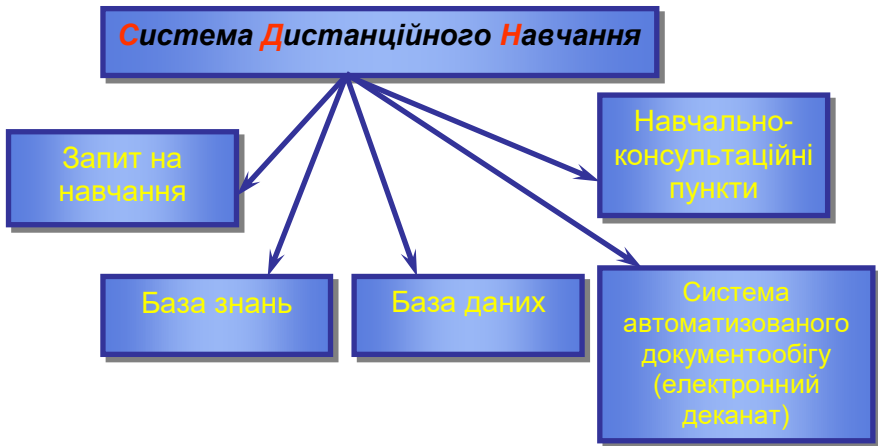 Система Дистанційного Навчання
Запит на
навчання
Навчально-
консультаційні
пункти
База знань
База даних
Система
автоматизованого
документообігу
(електронний
деканат)